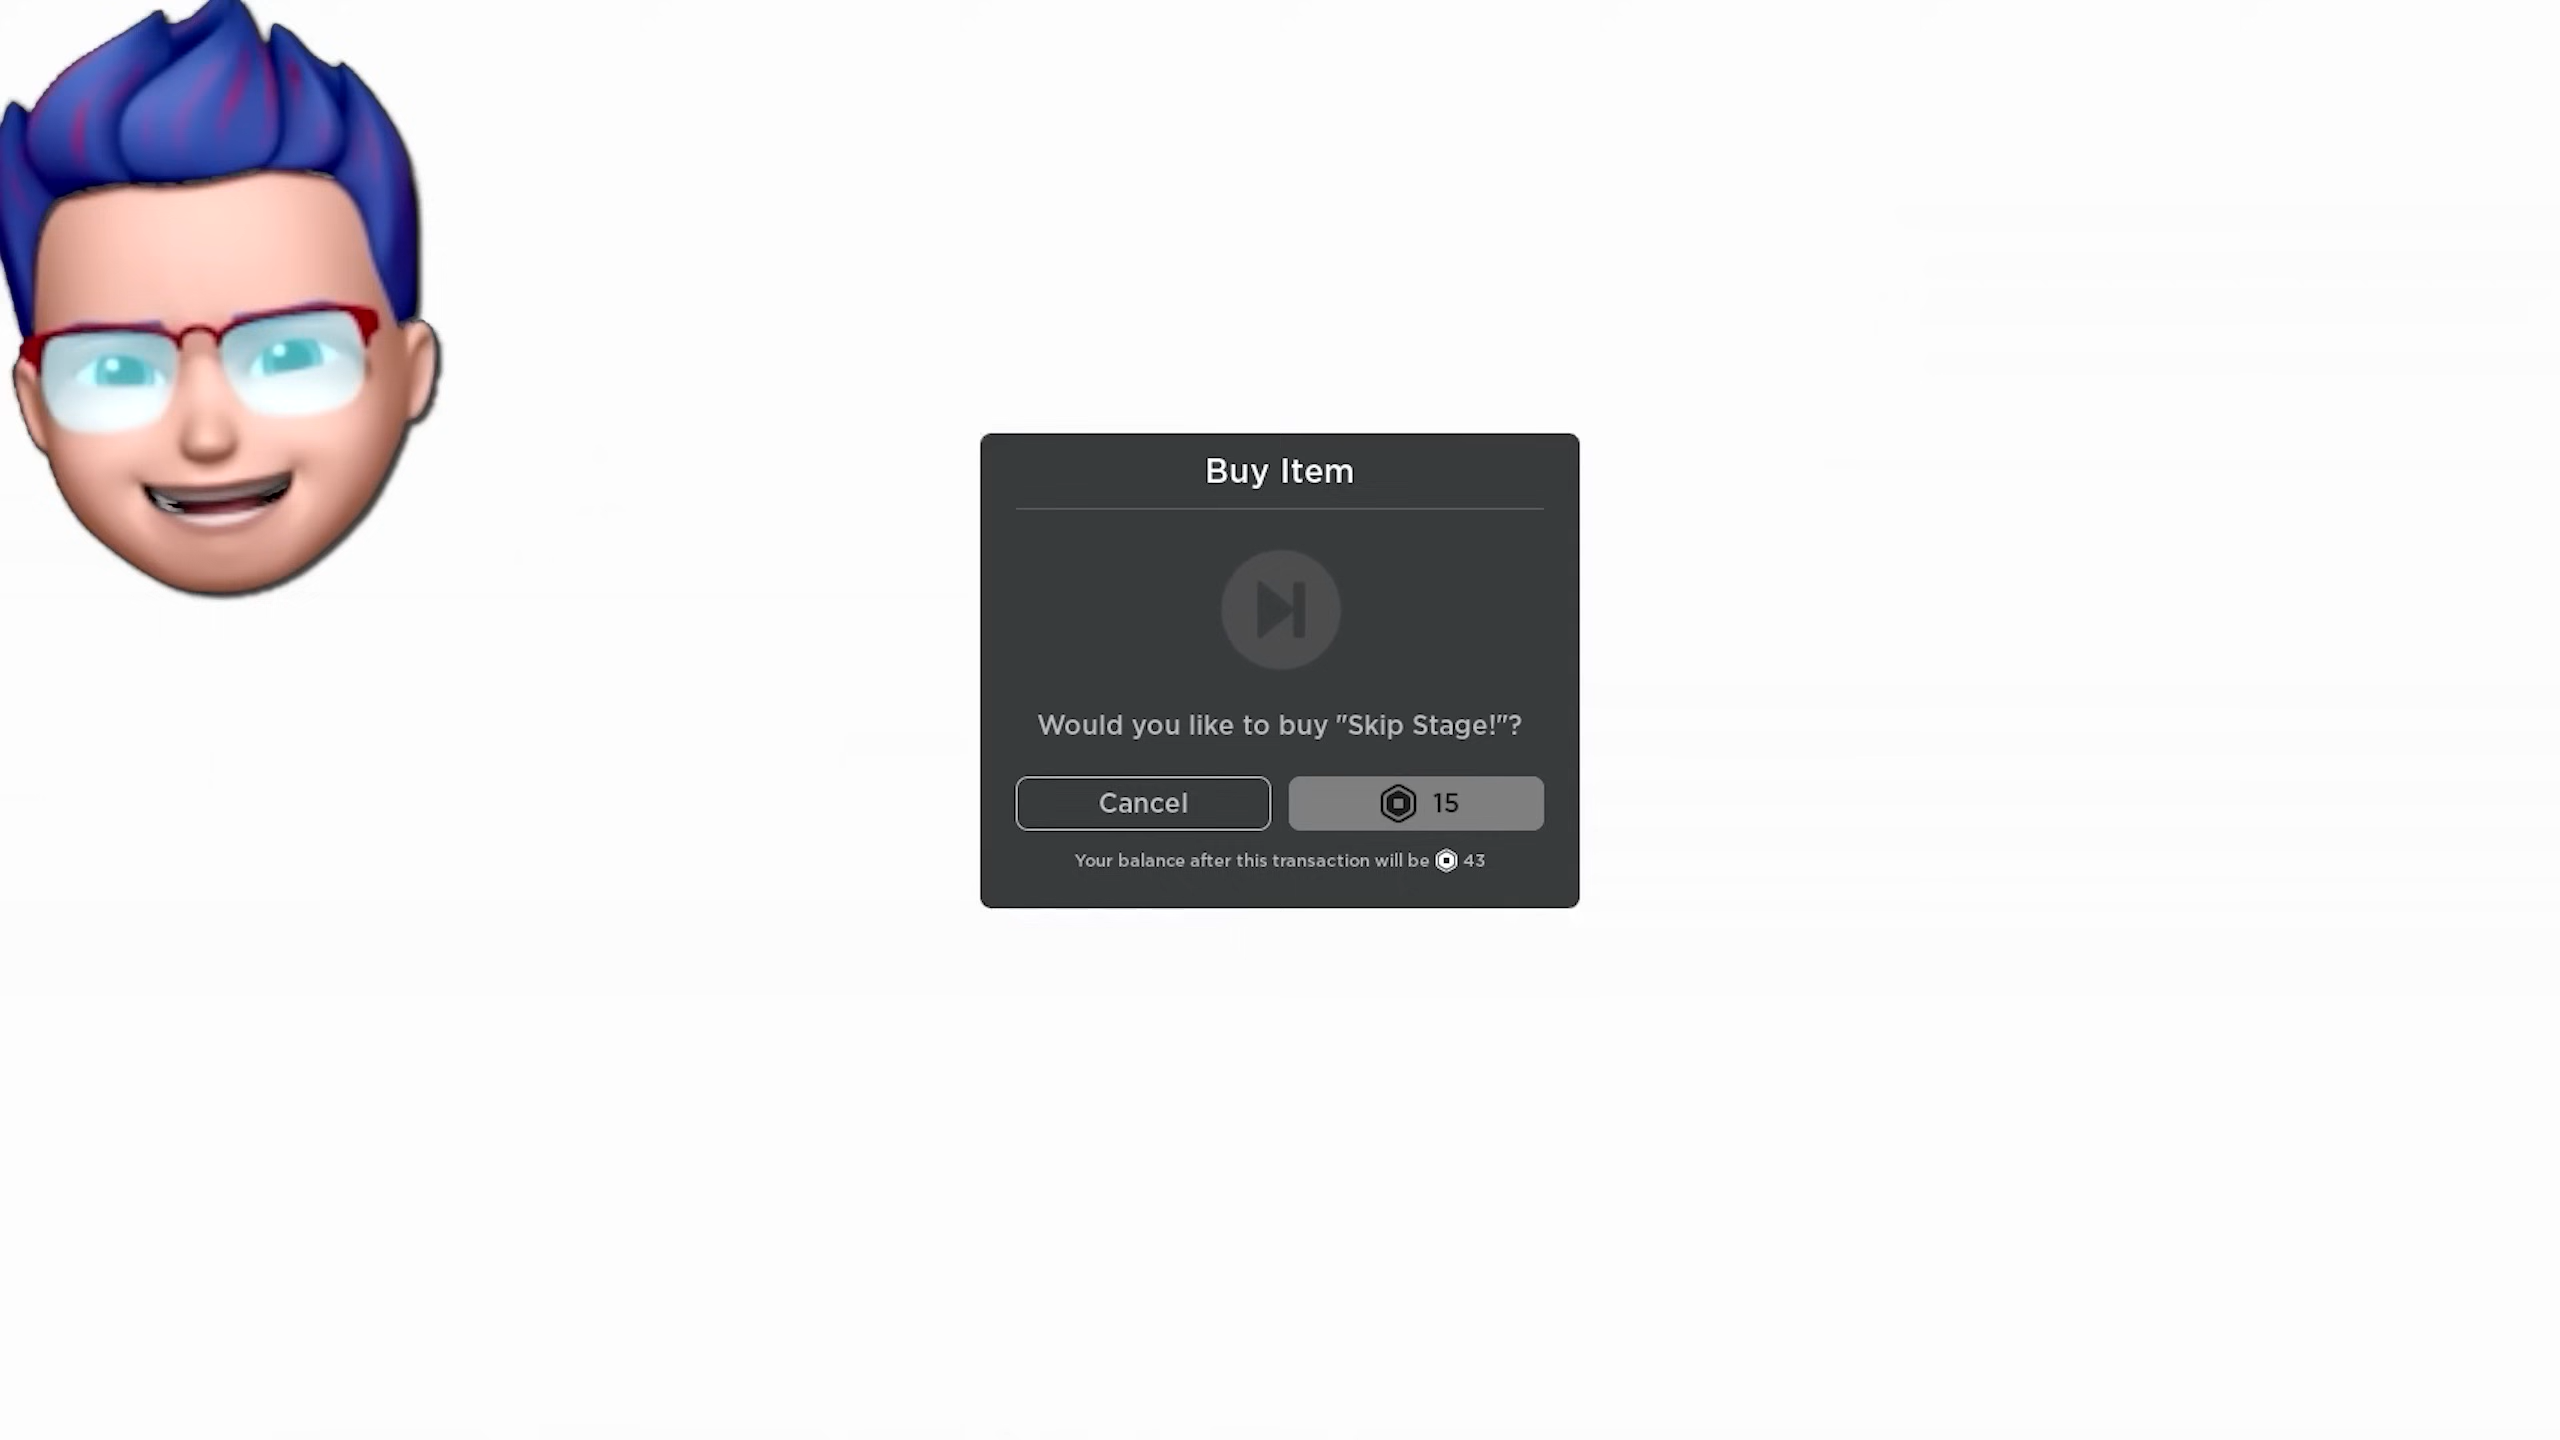 Buy Item
Would you like to buy "Skip Stage!"?
Cancel
15
Your balance after this transaction will be 43